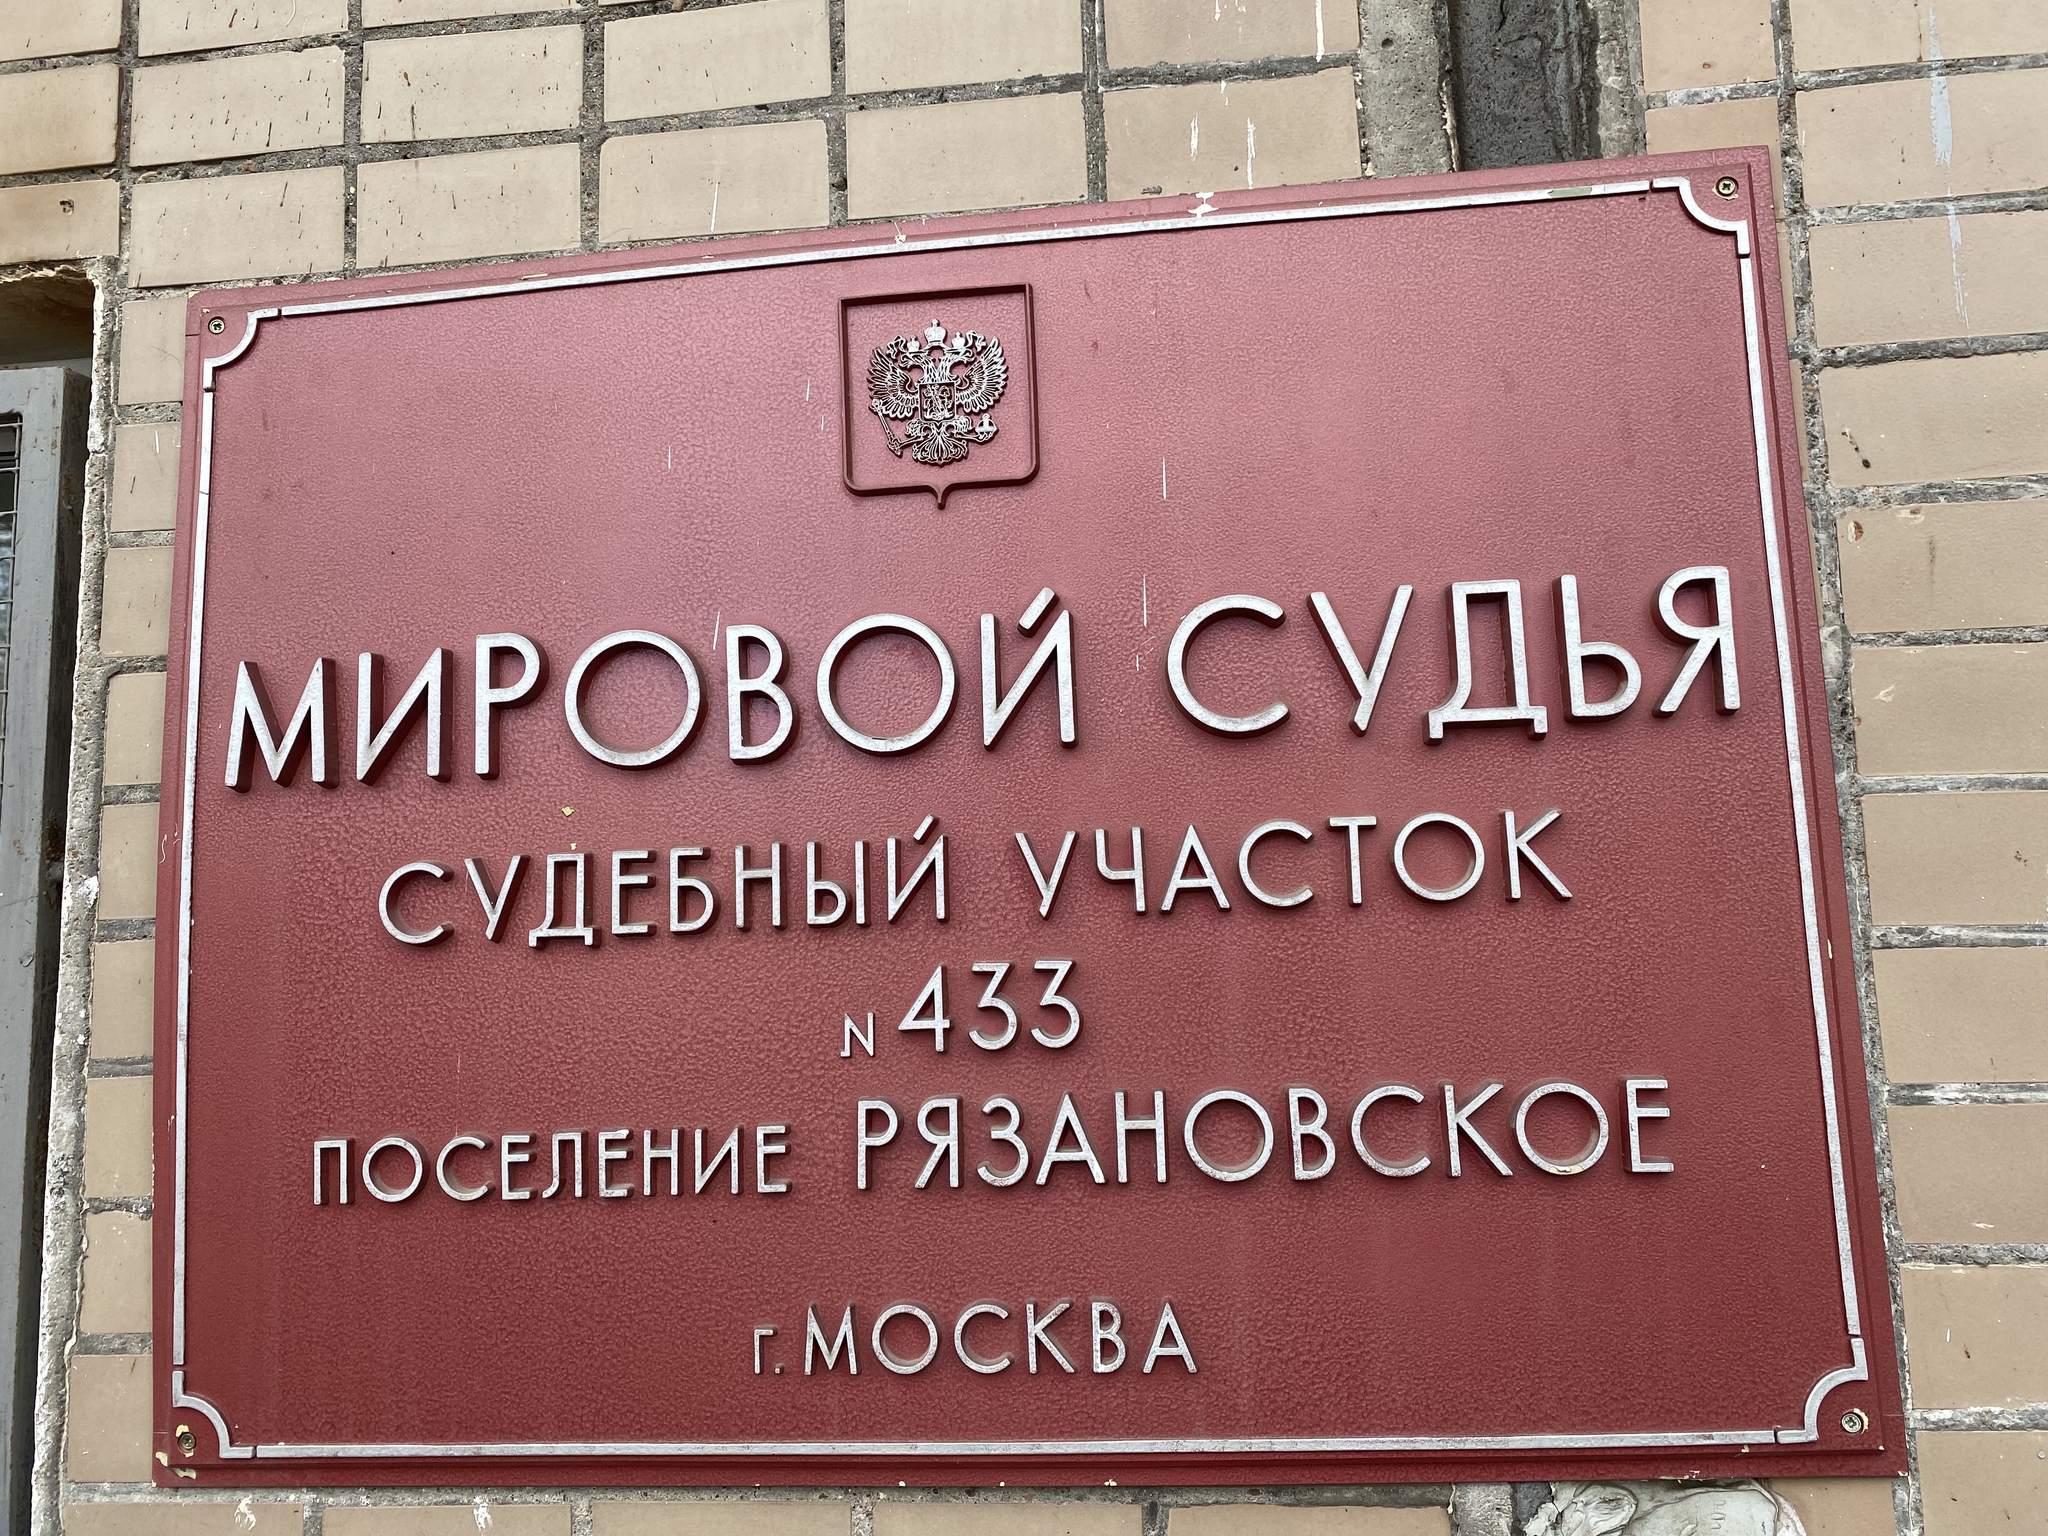 МИРОВОЙ СУДЬЯ
СУДЕБНЫЙ УЧАСТОК
N 433
ПОСЕЛЕНИЕ РЯЗАНОВСКОЕ
г. МОСКВА